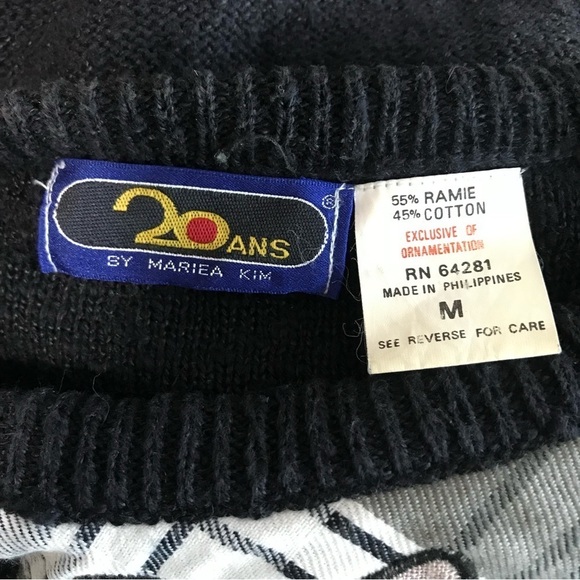 20ANS
BY MARIEA KIM
®
55% RAMIE
45% COTTON
EXCLUSIVE OF
ORNAMENTATION
RN 64281
MADE IN PHILIPPINES
M
SEE REVERSE FOR CARE